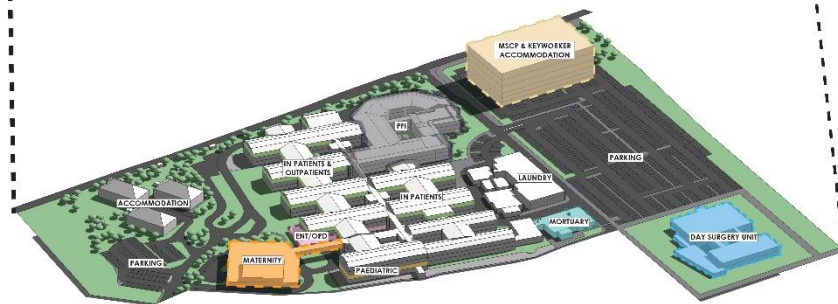 MSCP & KEYWORKER
ACCOMMODATION
PFI
IN PATIENTS &
OUTPATIENTS
PARKING
LAUNDRY
ACCOMMODATION
IN PATIENTS
MORTUARY
ENT/OPD
DAY SURGERY UNIT
MATERNITY
PARKING
PAEDIATRIC